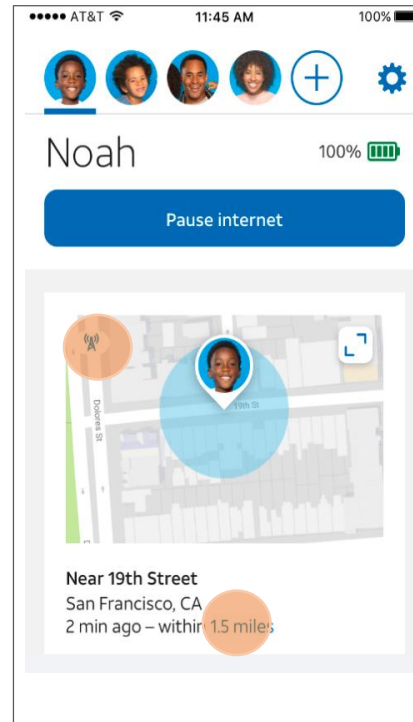 AT&T 11:45 AM 100%
Noah 100%
Pause internet
Dolores St
19th St
Near 19th Street
San Francisco, CA
2 min ago – within 1.5 miles